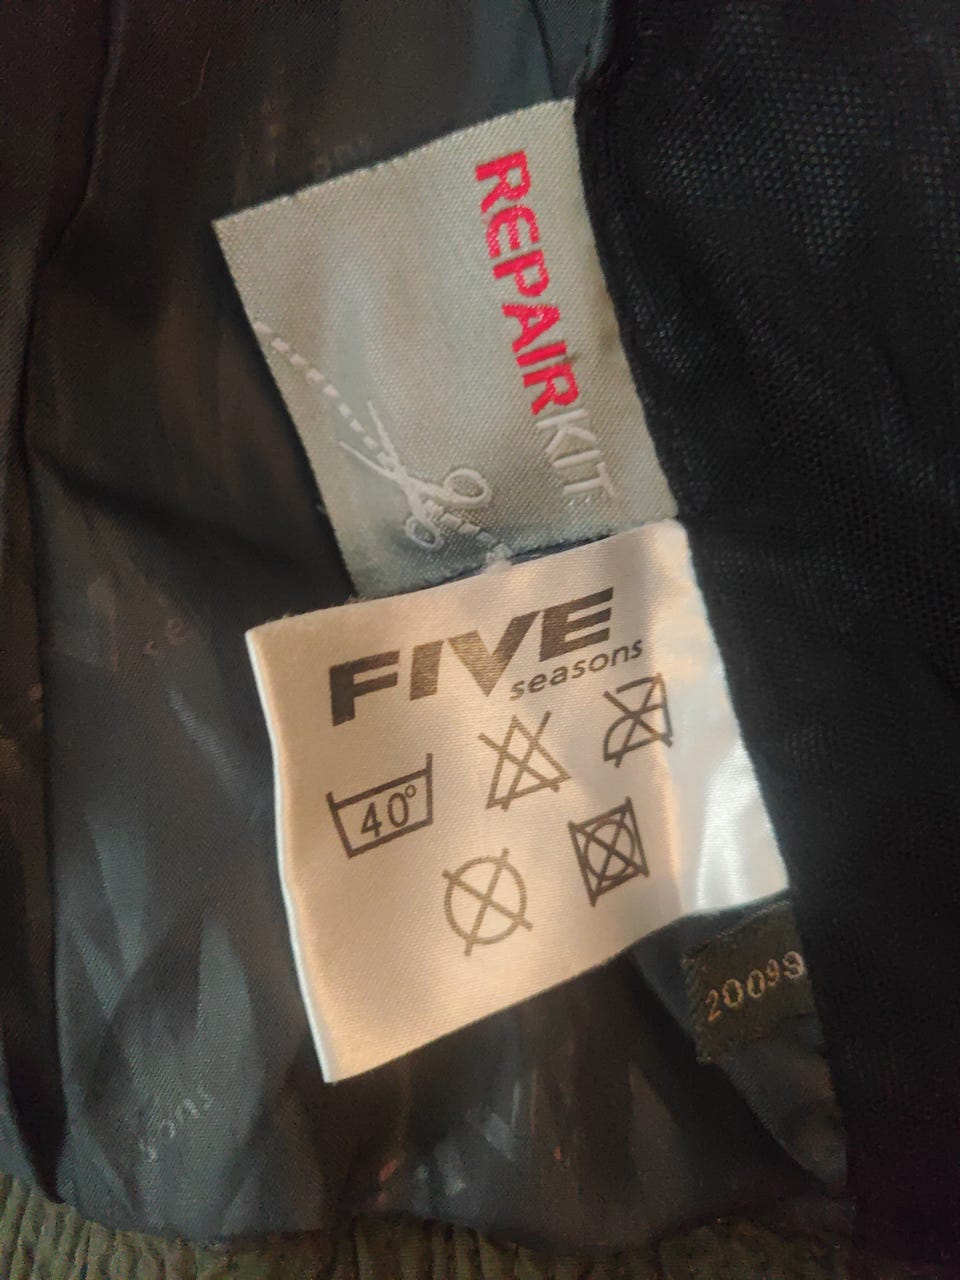 REPAIRKIT
FIVE
seasons
40°
20099